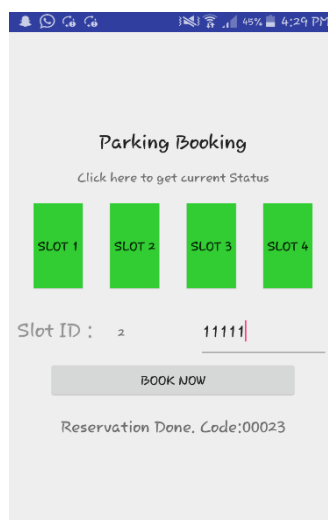 45% 4:29 PM
Parking Booking
Click here to get current Status
SLOT 1 SLOT 2 SLOT 3 SLOT 4
Slot ID : 2 11111
BOOK NOW
Reservation Done. Code:00023